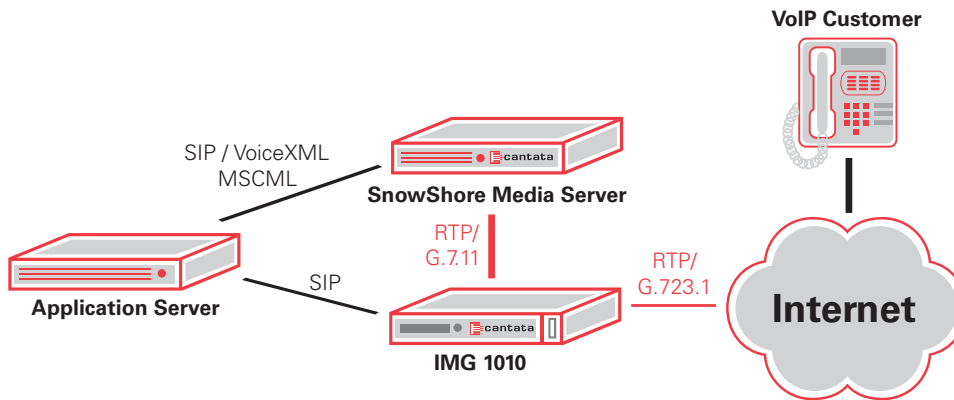 VoIP Customer
SIP / VoiceXML
MSCML
cantata
SnowShore Media Server
RTP/
G.7.11
RTP/
G.723.1
SIP
Application Server
cantata
IMG 1010
Internet